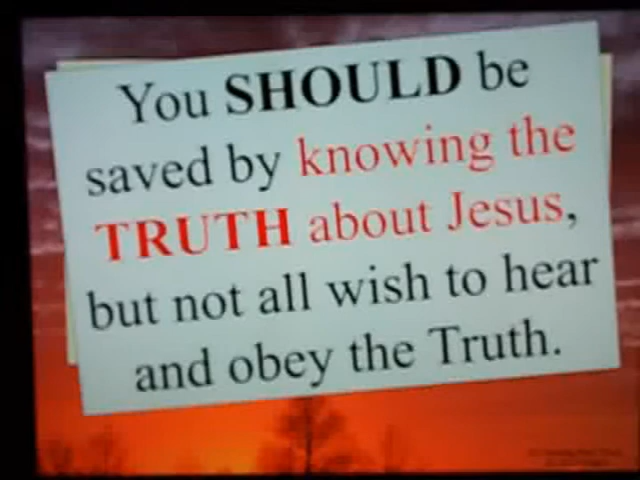 You SHOULD be
saved by knowing the
TRUTH about Jesus,
but not all wish to hear
and obey the Truth.